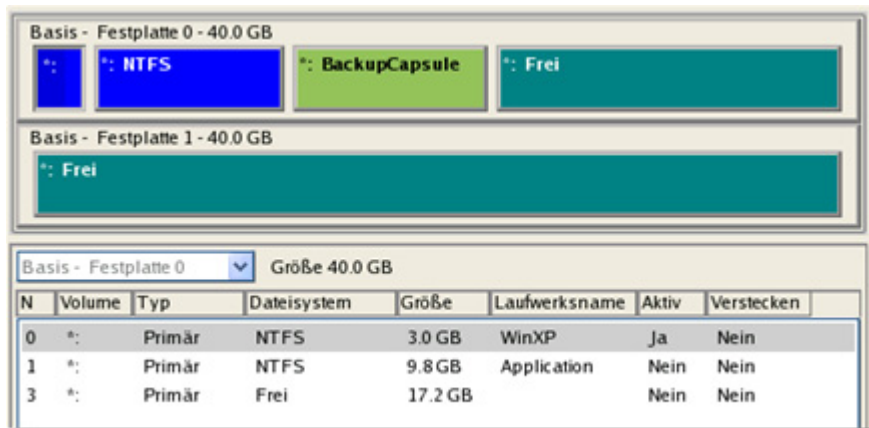 Basis - Festplatte 0 - 40.0 GB
*: *: NTFS *: BackupCapsule *: Frei
Basis - Festplatte 1 - 40.0 GB
*: Frei
Basis - Festplatte 0 Größe 40.0 GB
N Volume Typ Dateisystem Größe Laufwerksname Aktiv Verstecken
0 *: Primär NTFS 3.0 GB WinXP Ja Nein
1 *: Primär NTFS 9.8 GB Application Nein Nein
3 *: Primär Frei 17.2 GB Nein Nein